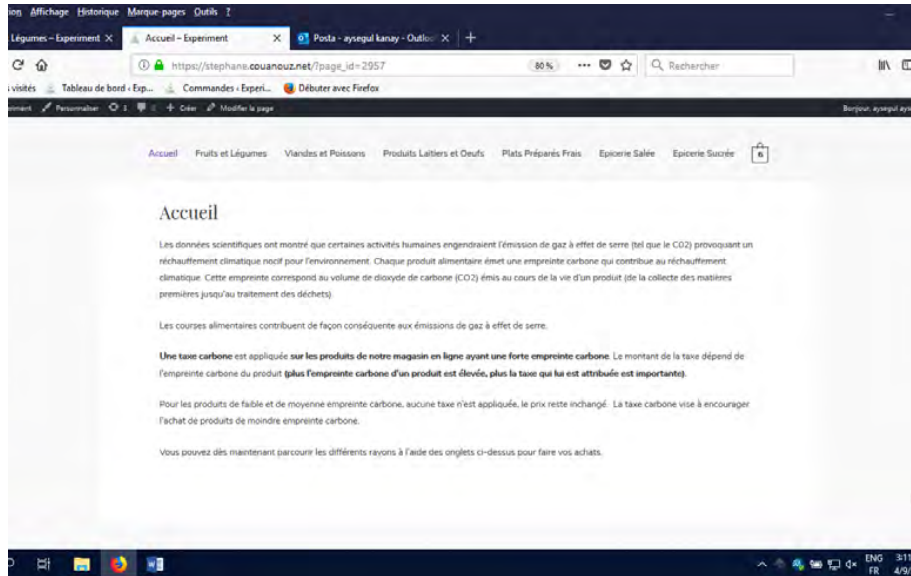 Affichage Historique Marque-pages Outils ?
Légumes – Experiment × Accueil – Experiment × Posta - aysegul kanay - Outloo × +
https://stephane.couanouz.net/?page_id=2957 80% ··· Rechercher
visités Tableau de bord ‹ Exp... Commandes ‹ Experi... Débuter avec Firefox
Personnaliser 3 + Créer Modifier la page Bonjour, aysegul
Accueil Fruits et Légumes Viandes et Poissons Produits Laitiers et Oeufs Plats Préparés Frais Epicerie Salée Epicerie Sucrée 6
Accueil
Les données scientifiques ont montré que certaines activités humaines engendraient l'émission de gaz à effet de serre (tel que le CO2) provoquant un
réchauffement climatique nocif pour l'environnement. Chaque produit alimentaire émet une empreinte carbone qui contribue au réchauffement
climatique. Cette empreinte correspond au volume de dioxyde de carbone (CO2) émis au cours de la vie d'un produit (de la collecte des matières
premières jusqu'au traitement des déchets).
Les courses alimentaires contribuent de façon conséquente aux émissions de gaz à effet de serre.
Une taxe carbone est appliquée sur les produits de notre magasin en ligne ayant une forte empreinte carbone. Le montant de la taxe dépend de
l'empreinte carbone du produit (plus l'empreinte carbone d'un produit est élevée, plus la taxe qui lui est attribuée est importante).
Pour les produits de faible et de moyenne empreinte carbone, aucune taxe n'est appliquée, le prix reste inchangé. La taxe carbone vise à encourager
l'achat de produits de moindre empreinte carbone.
Vous pouvez dès maintenant parcourir les différents rayons à l'aide des onglets ci-dessus pour faire vos achats.
ENG 3:11
FR 4/9/